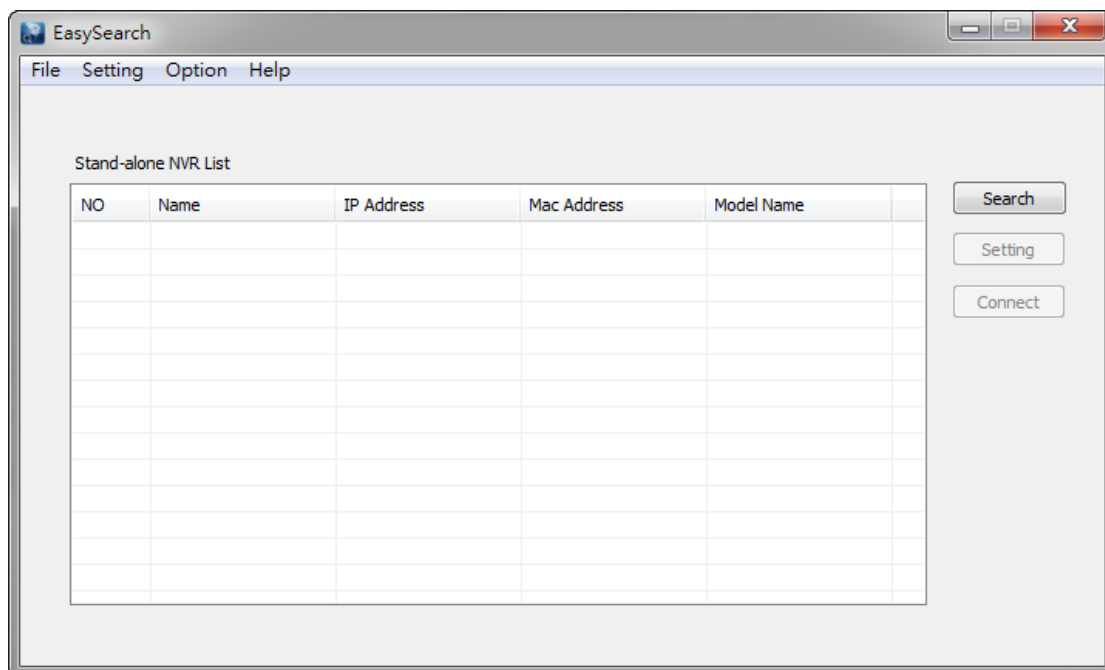 EasySearch
File Setting Option Help
Stand-alone NVR List
NO Name IP Address Mac Address Model Name
Search
Setting
Connect